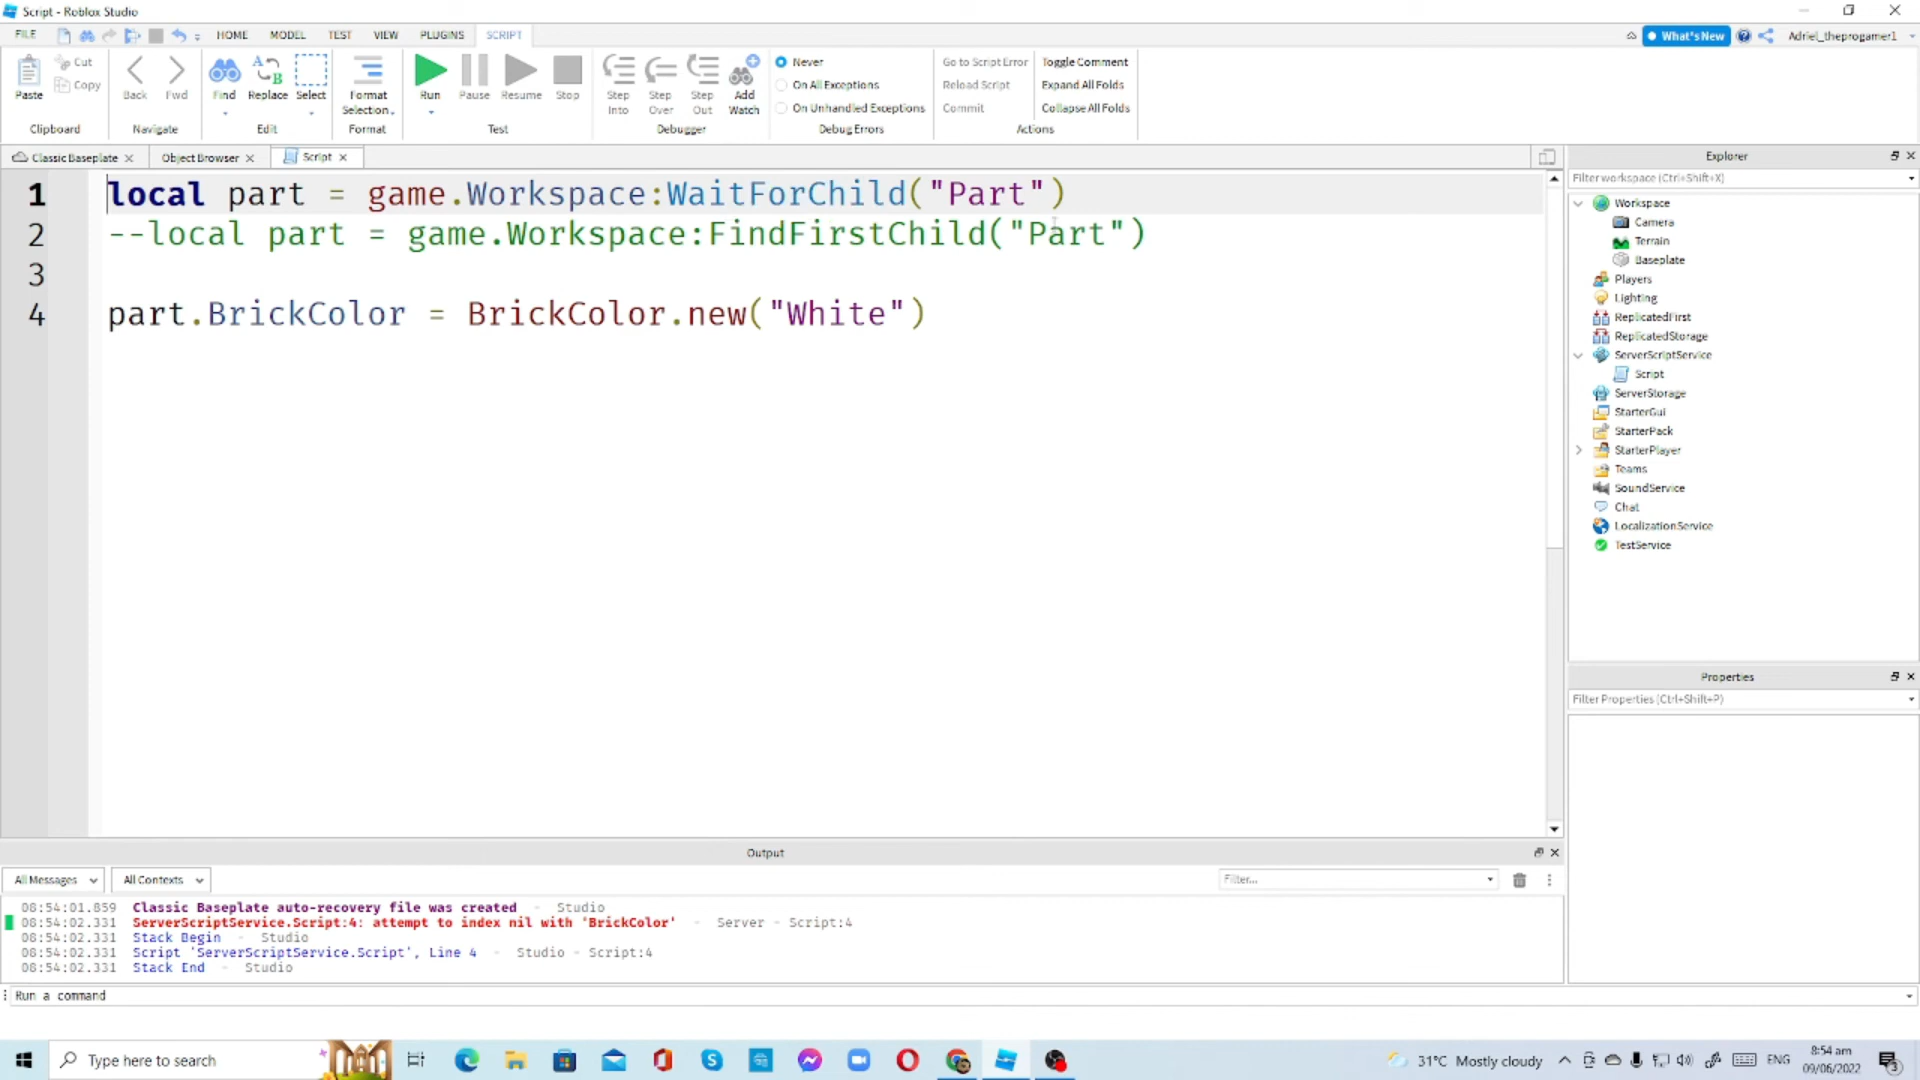 Script - Roblox Studio
FILE HOME MODEL TEST VIEW PLUGINS SCRIPT What's New Adriel_theprogamer1
Paste Cut Copy Clipboard
Back Fwd Navigate
Find Replace Select Edit
Format Selection Format
Run Pause Resume Stop Test
Step Into Step Over Step Out Add Watch Debugger
Never
On All Exceptions
On Unhandled Exceptions
Debug Errors
Go to Script Error Toggle Comment
Reload Script Expand All Folds
Commit Collapse All Folds
Actions
Classic Baseplate Object Browser Script
1 local part = game.Workspace:WaitForChild("Part")
2 --local part = game.Workspace:FindFirstChild("Part")
3
4 part.BrickColor = BrickColor.new("White")
Explorer
Filter workspace (Ctrl+Shift+X)
Workspace
Camera
Terrain
Baseplate
Players
Lighting
ReplicatedFirst
ReplicatedStorage
ServerScriptService
Script
ServerStorage
StarterGui
StarterPack
StarterPlayer
Teams
SoundService
Chat
LocalizationService
TestService
Properties
Filter Properties (Ctrl+Shift+P)
Output
All Messages All Contexts Filter...
08:54:01.859 Classic Baseplate auto-recovery file was created - Studio
08:54:02.331 ServerScriptService.Script:4: attempt to index nil with 'BrickColor' - Server - Script:4
08:54:02.331 Stack Begin - Studio
08:54:02.331 Script 'ServerScriptService.Script', Line 4 - Studio - Script:4
08:54:02.331 Stack End - Studio
Run a command
Type here to search
31°C Mostly cloudy ENG 8:54 am
09/06/2022 3